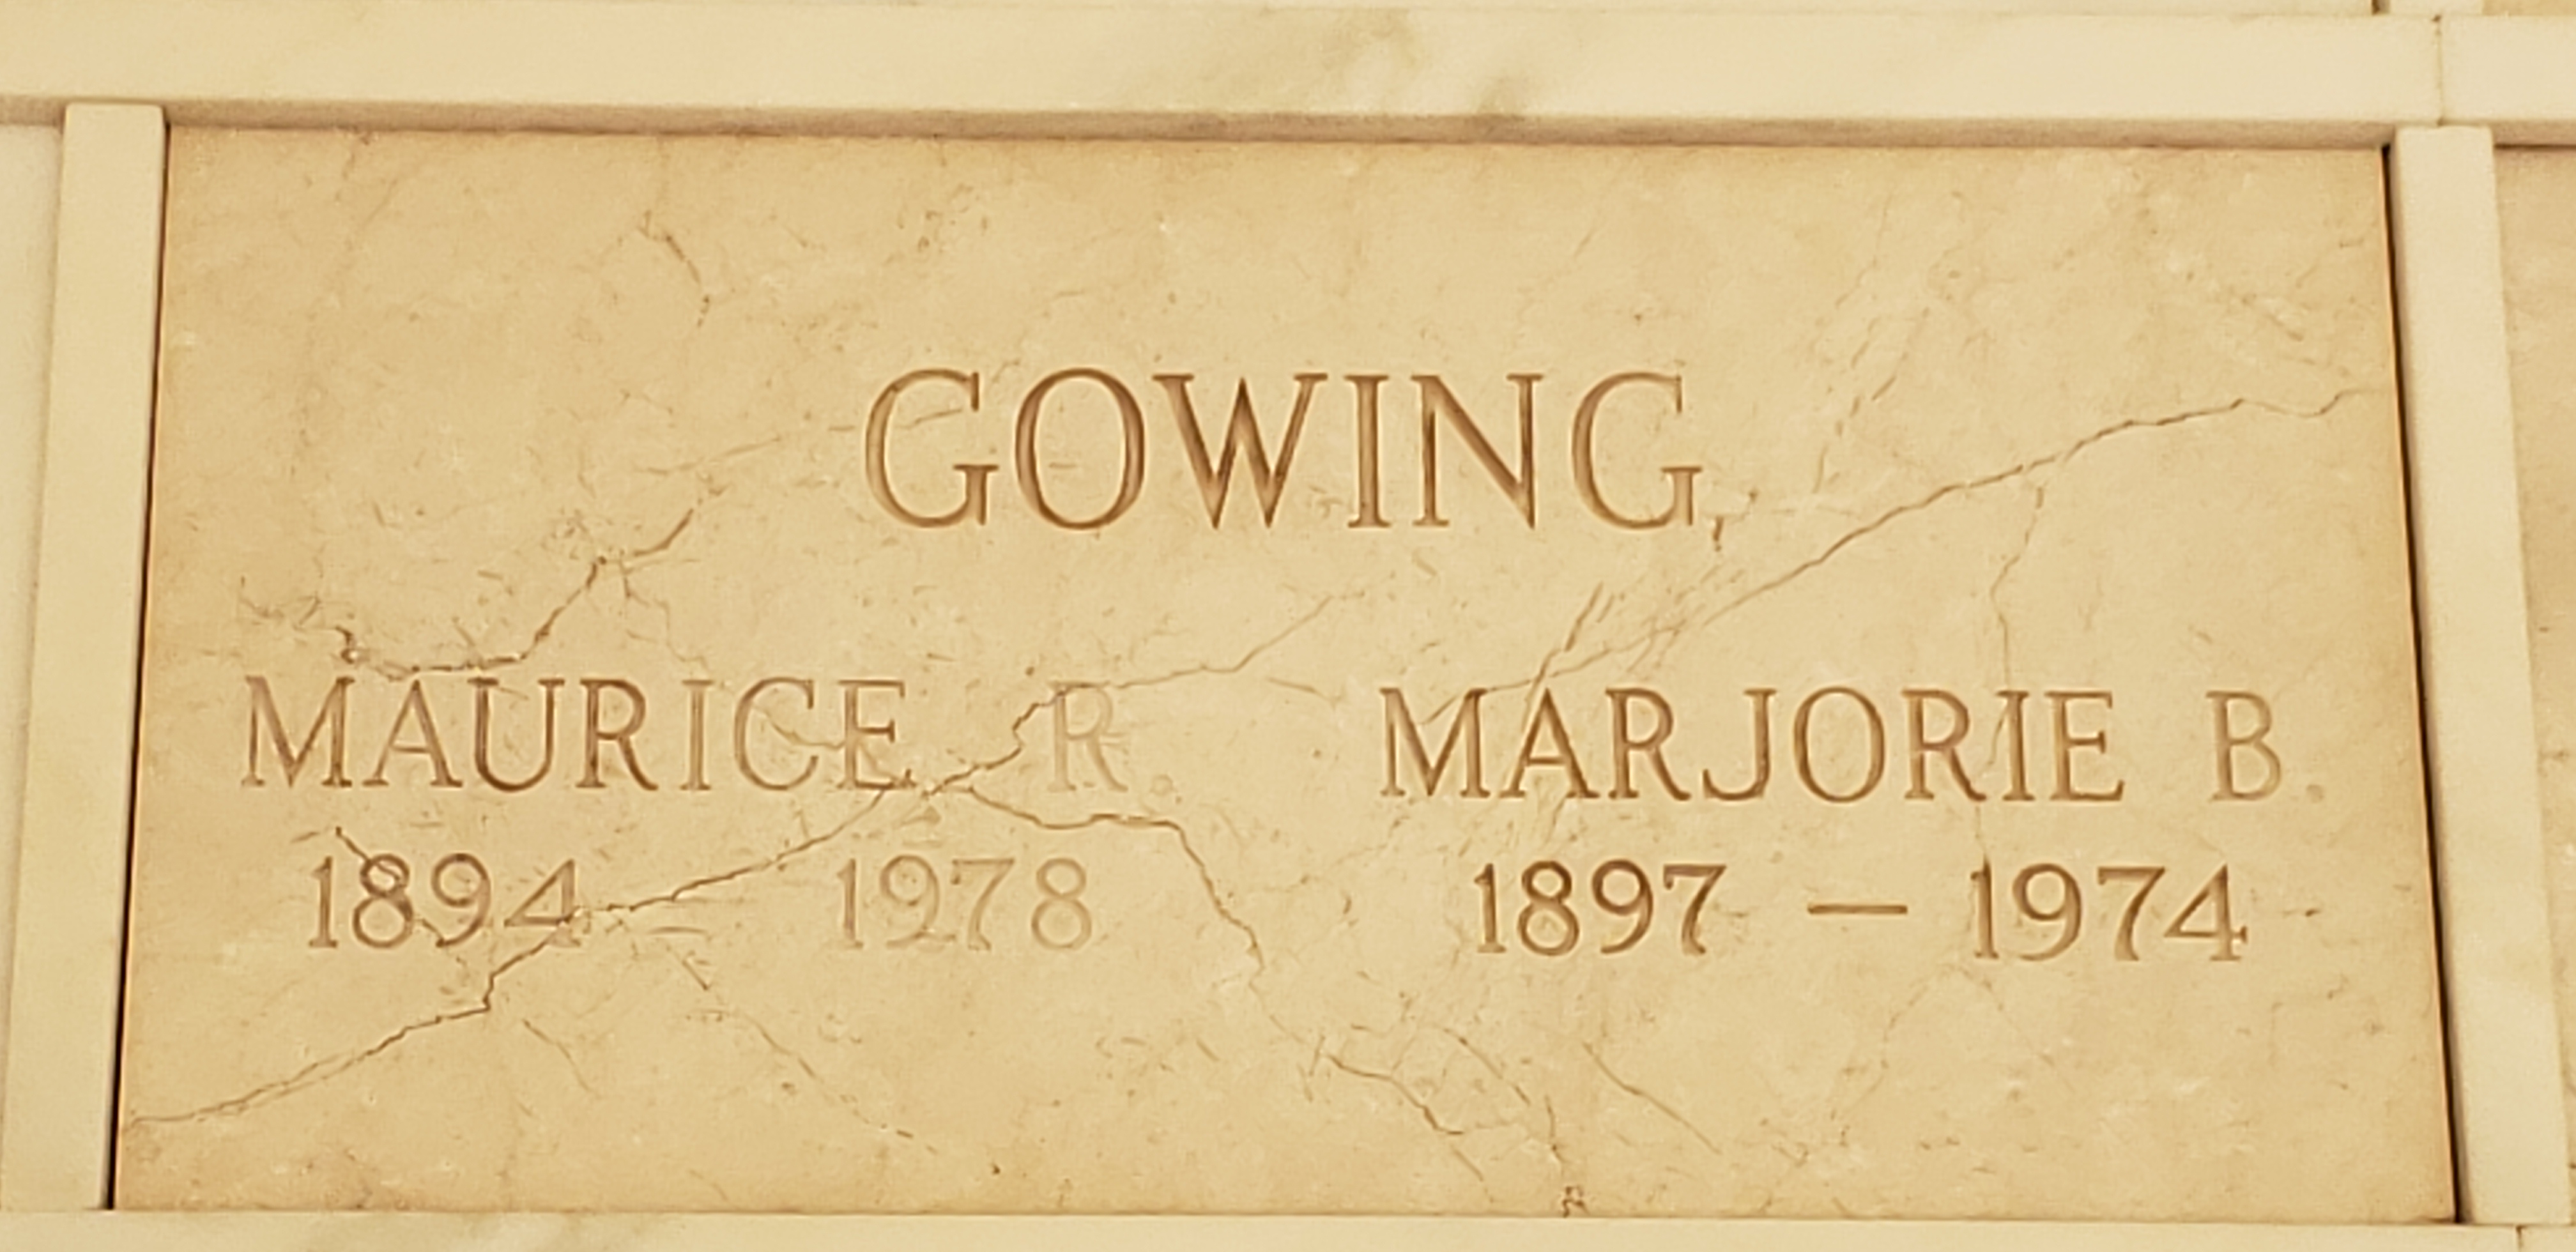 GOWING
MAURICE R. MARJORIE B.
1894 – 1978 1897 – 1974